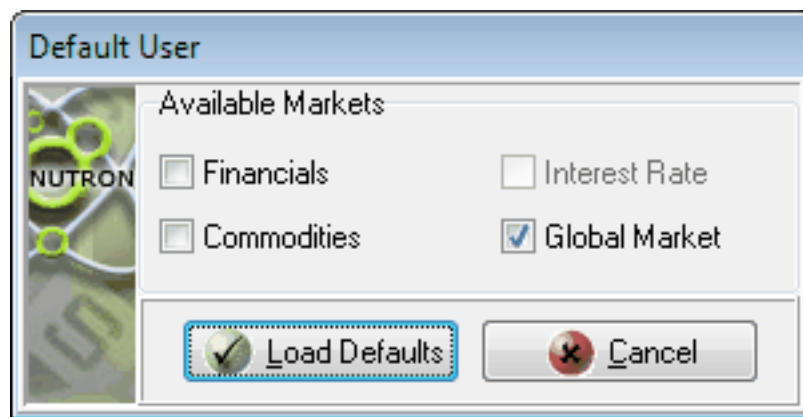 Default User
Available Markets
NUTRON
Financials
Interest Rate
Commodities
Global Market
Load Defaults
Cancel